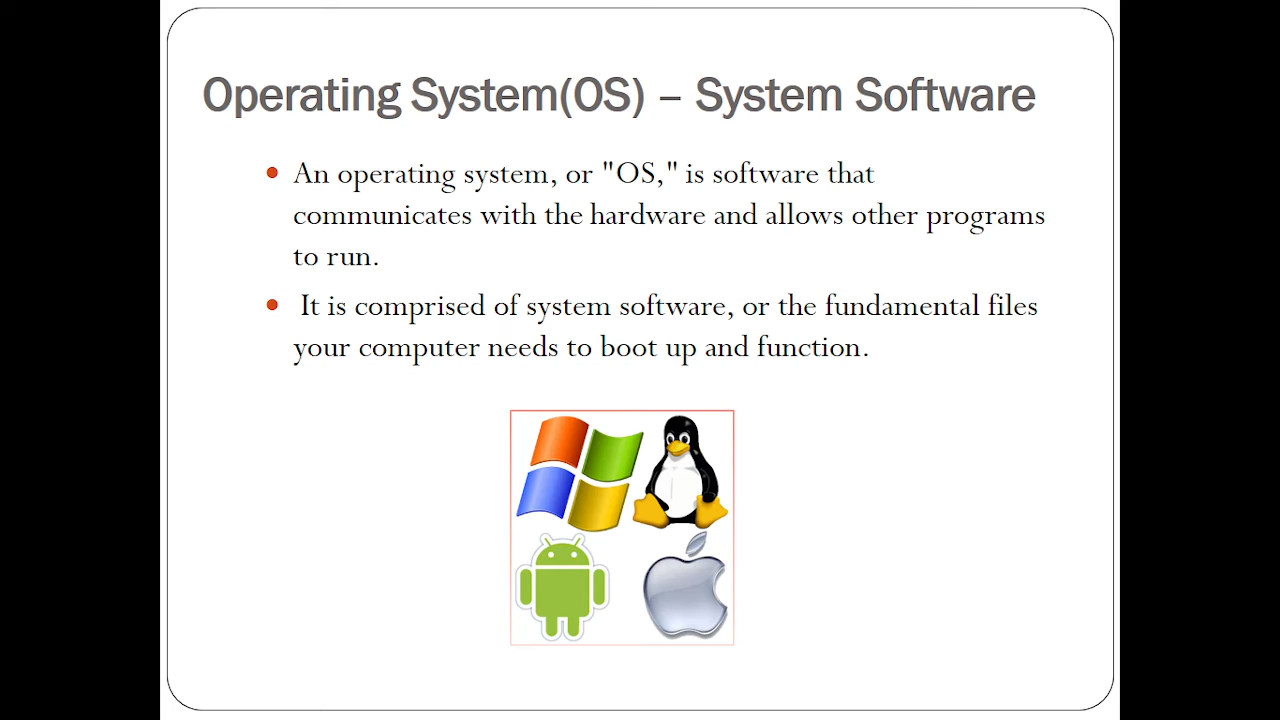 Operating System(OS) – System Software
An operating system, or "OS," is software that
communicates with the hardware and allows other programs
to run.
It is comprised of system software, or the fundamental files
your computer needs to boot up and function.